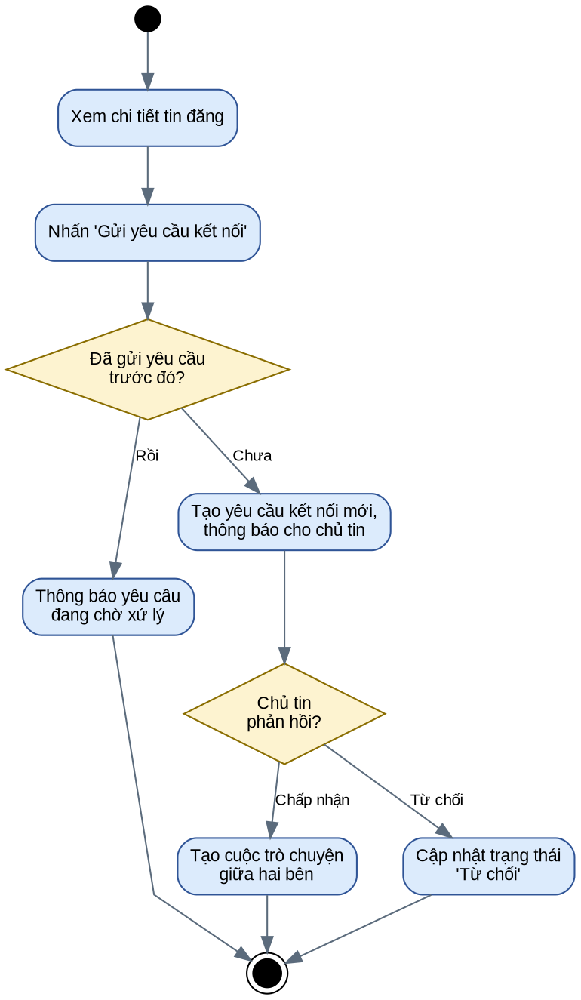 Xem chi tiết tin đăng
Nhấn 'Gửi yêu cầu kết nối'
Đã gửi yêu cầu
trước đó?
Rồi
Chưa
Tạo yêu cầu kết nối mới,
thông báo cho chủ tin
Thông báo yêu cầu
đang chờ xử lý
Chủ tin
phản hồi?
Chấp nhận
Từ chối
Tạo cuộc trò chuyện
giữa hai bên
Cập nhật trạng thái
'Từ chối'